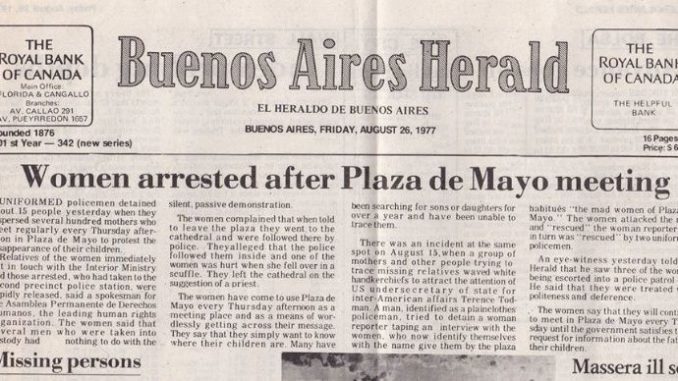 THE
ROYAL BANK
OF CANADA
Main Office
FLORIDA & CANGALLO
Branches:
AV. CALLAO 291
AV. PUEYRREDON 1657
Buenos Aires Herald
EL HERALDO DE BUENOS AIRES
BUENOS AIRES, FRIDAY, AUGUST 26, 1977
THE
ROYAL BANK
OF CANADA
THE HELPFUL
BANK
ounded 1876
01 st Year — 342 (new series)
16 Pages
Price: $ 6
Women arrested after Plaza de Mayo meeting
UNIFORMED policemen detained
out 15 people yesterday when they
spersed several hundred mothers who
eet regularly every Thursday after-
on in Plaza de Mayo to protest the
sappearance of their children.
Relatives of the women immediately
t in touch with the Interior Ministry
d those arrested, who had taken to the
cond precinct police station, were
pidly released, said a spokesman for
e Asamblea Permanente de Derechos
umanos, the leading human rights
ganization. The women said that
veral men who were taken into
stody had nothing to do with the
silent, passive demonstration.
The women complained that when told
to leave the plaza they went to the
cathedral and were followed there by
police. They alleged that the police
followed them inside and one of the
women was hurt when she fell over in a
scuffle. They left the cathedral on the
suggestion of a priest.
The women have come to use Plaza de
Mayo every Thursday afternoon as a
meeting place and as a means of wor-
dlessly getting across their message.
They say that they simply want to know
where their children are. Many have
been searching for sons or daughters for
over a year and have been unable to
trace them.
There was an incident at the same
spot on August 15, when a group of
mothers and other people trying to
trace missing relatives waved white
handkerchiefs to attract the attention of
US undersecretary of state for
inter-American affairs Terence Tod-
man. A man, identified as a plainclothes
policeman, tried to detain a woman
reporter taping an interview with the
women, who now identify themselves
with the name give them by the plaza
habitués "the mad women of Plaza
Mayo." The women attacked the m
and "rescued" the woman reporter
in turn was "rescued" by two unifor
policemen.
An eye-witness yesterday told
Herald that he saw three of the wom
being escorted into a police patrol
He said that they were treated
politeness and deference.
The women say that they will cont
to meet in Plaza de Mayo every T
day until the government satisfies t
request for information about the fat
their children.
Missing persons
Massera ill s